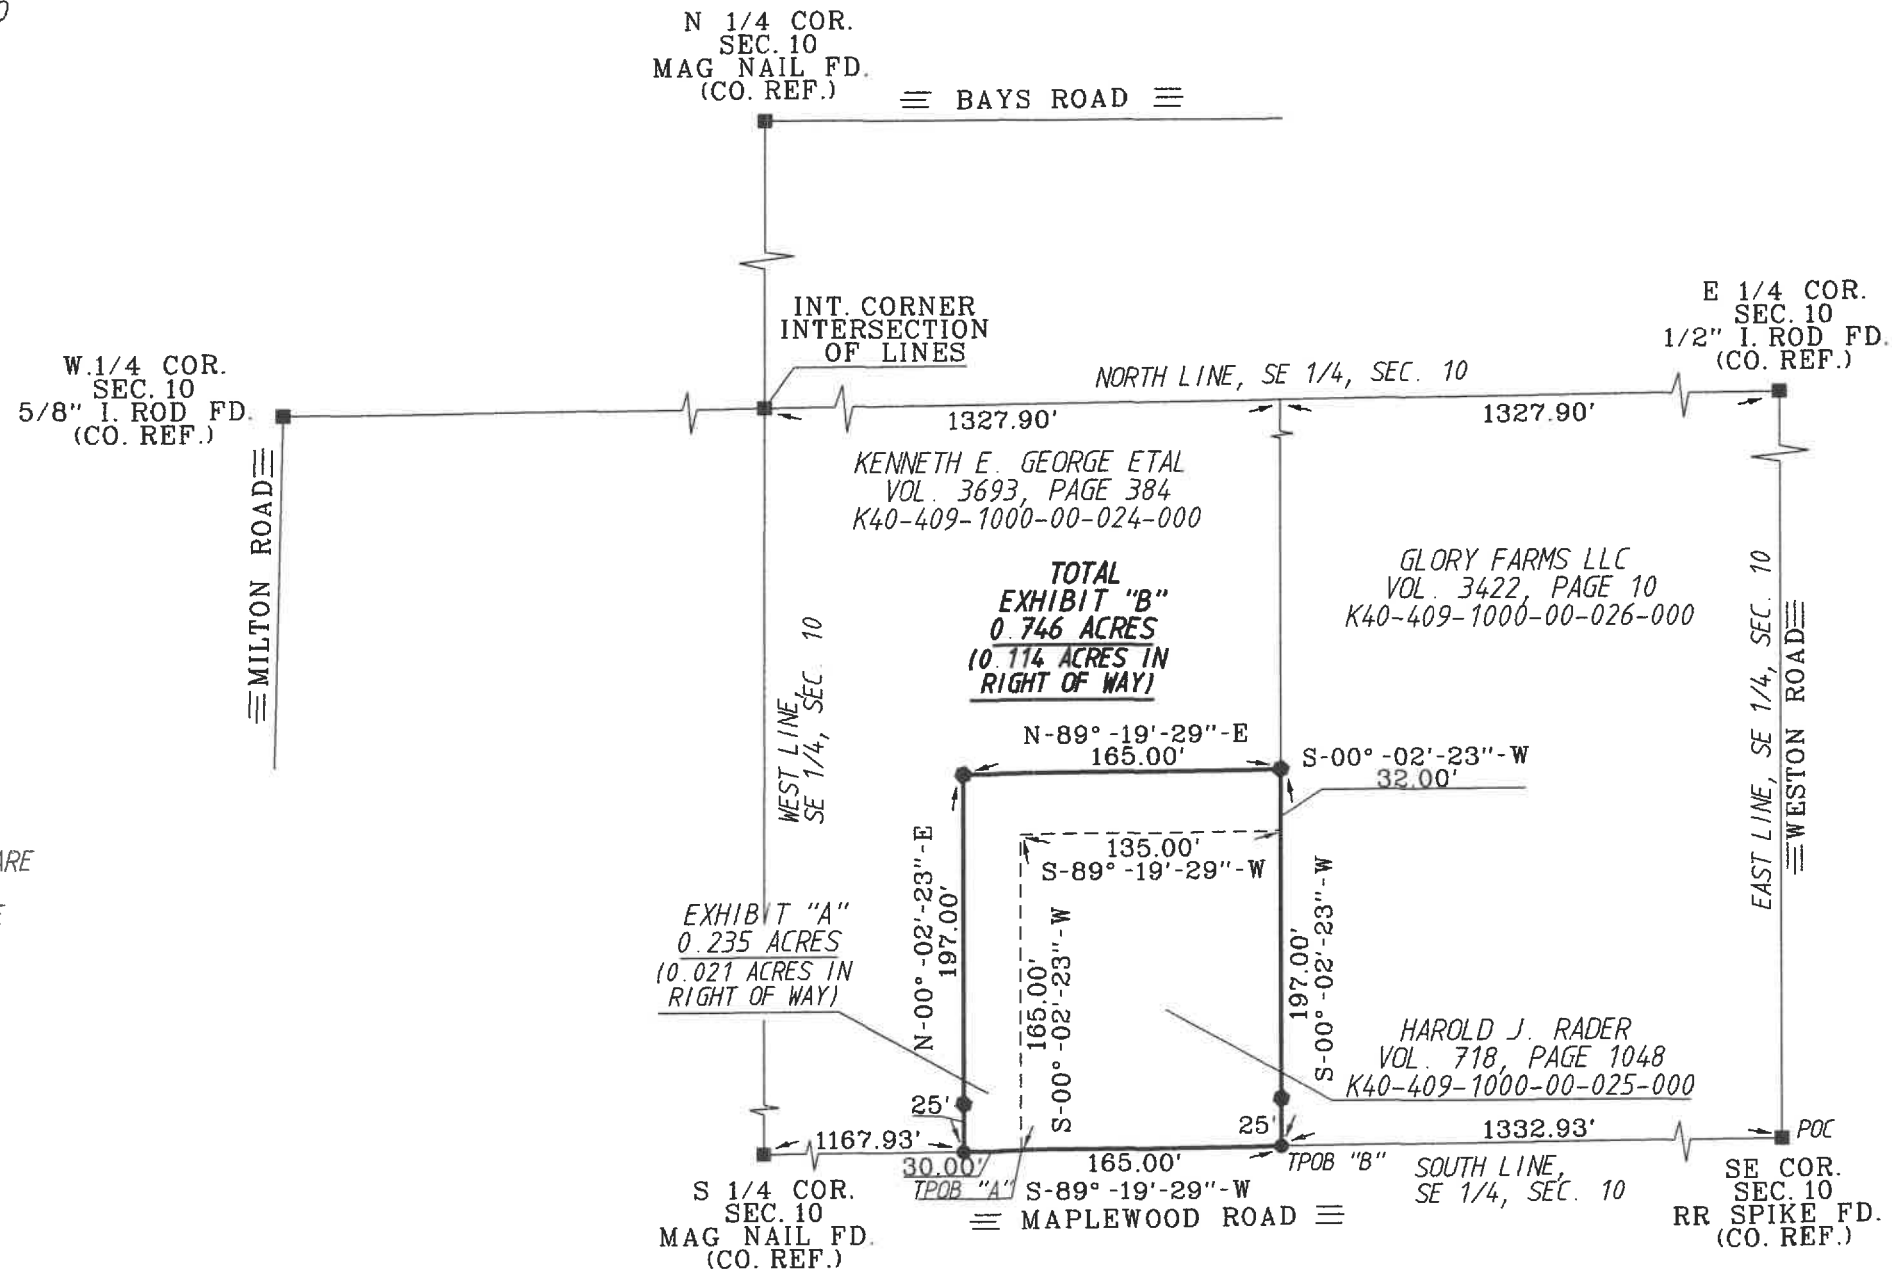 N 1/4 COR.
SEC. 10
MAG NAIL FD.
(CO. REF.)
BAYS ROAD
INT. CORNER
INTERSECTION
OF LINES
E 1/4 COR.
SEC. 10
1/2" I. ROD FD.
(CO. REF.)
W.1/4 COR.
SEC. 10
5/8" I. ROD FD.
(CO. REF.)
NORTH LINE, SE 1/4, SEC. 10
1327.90'
1327.90'
MILTON ROAD
KENNETH E. GEORGE ETAL
VOL. 3693, PAGE 384
K40-409-1000-00-024-000
GLORY FARMS LLC
VOL. 3422, PAGE 10
K40-409-1000-00-026-000
TOTAL
EXHIBIT "B"
0.746 ACRES
(0.114 ACRES IN
RIGHT OF WAY)
WEST LINE,
SE 1/4, SEC. 10
EAST LINE, SE 1/4, SEC. 10
WESTON ROAD
N-89°-19'-29"-E
165.00'
S-00°-02'-23"-W
32.00'
135.00'
S-89°-19'-29"-W
ARE
N-00°-02'-23"-E
197.00'
165.00'
S-00°-02'-23"-W
197.00'
S-00°-02'-23"-W
EXHIBIT "A"
0.235 ACRES
(0.021 ACRES IN
RIGHT OF WAY)
HAROLD J. RADER
VOL. 718, PAGE 1048
K40-409-1000-00-025-000
25'
25'
1167.93'
1332.93'
POC
30.00'
165.00'
TPOB "B"
TPOB "A"
S-89°-19'-29"-W
SOUTH LINE,
SE 1/4, SEC. 10
MAPLEWOOD ROAD
S 1/4 COR.
SEC. 10
MAG NAIL FD.
(CO. REF.)
SE COR.
SEC. 10
RR SPIKE FD.
(CO. REF.)